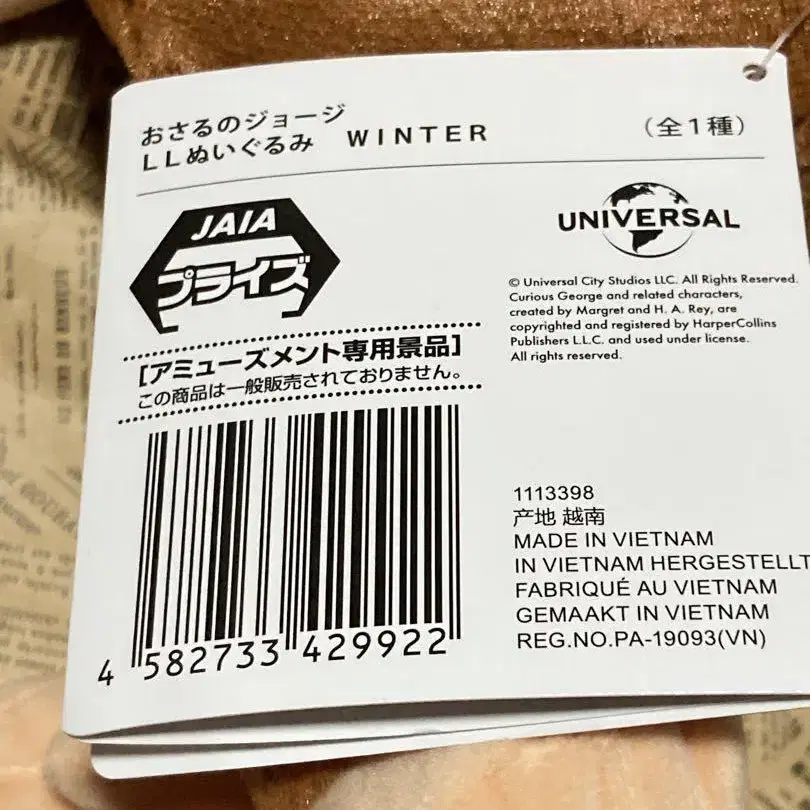 おさるのジョージ
LLぬいぐるみ WINTER
(全1種)
JAIA
プライズ
[アミューズメント専用景品]
この商品は一般販売されておりません。
4 582733 429922
UNIVERSAL
© Universal City Studios LLC. All Rights Reserved.
Curious George and related characters,
created by Margret and H. A. Rey, are
copyrighted and registered by HarperCollins
Publishers L.L.C. and used under license.
All rights reserved.
1113398
产地 越南
MADE IN VIETNAM
IN VIETNAM HERGESTELLT
FABRIQUÉ AU VIETNAM
GEMAAKT IN VIETNAM
REG.NO.PA-19093(VN)